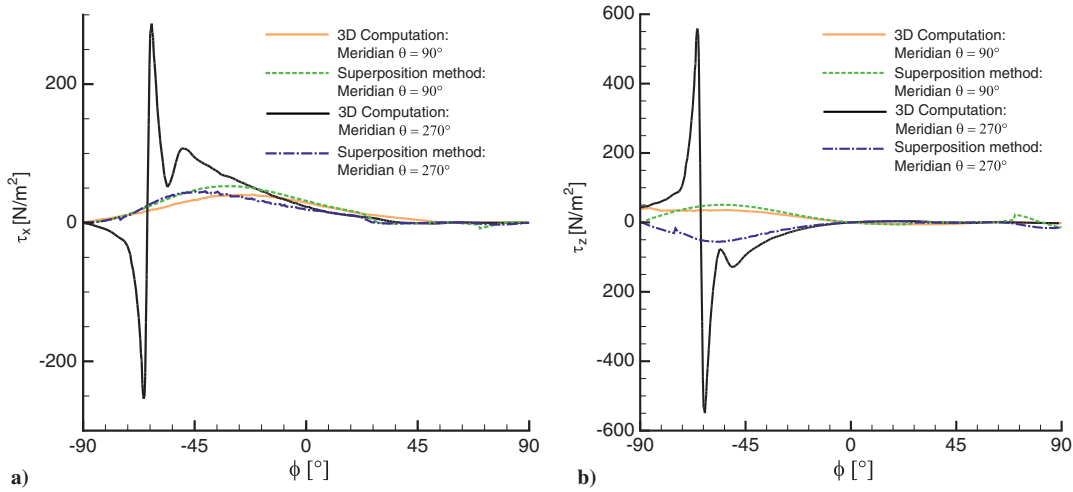 200
0
-200
-90
-45
0
45
90
τx [N/m²]
ϕ [°]
3D Computation:
Meridian θ = 90°
Superposition method:
Meridian θ = 90°
3D Computation:
Meridian θ = 270°
Superposition method:
Meridian θ = 270°
a)
600
400
200
0
-200
-400
-600
-90
-45
0
45
90
τz [N/m²]
ϕ [°]
3D Computation:
Meridian θ = 90°
Superposition method:
Meridian θ = 90°
3D Computation:
Meridian θ = 270°
Superposition method:
Meridian θ = 270°
b)